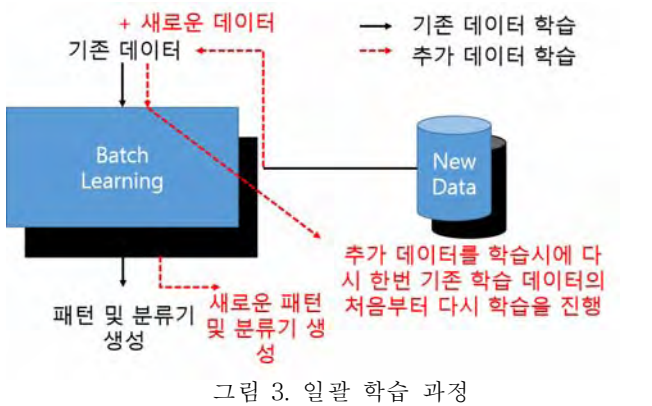 + 새로운 데이터
기존 데이터
기존 데이터 학습
추가 데이터 학습
Batch
Learning
New
Data
추가 데이터를 학습시에 다
시 한번 기존 학습 데이터의
처음부터 다시 학습을 진행
패턴 및 분류기
생성
새로운 패턴
및 분류기 생
성
그림 3. 일괄 학습 과정